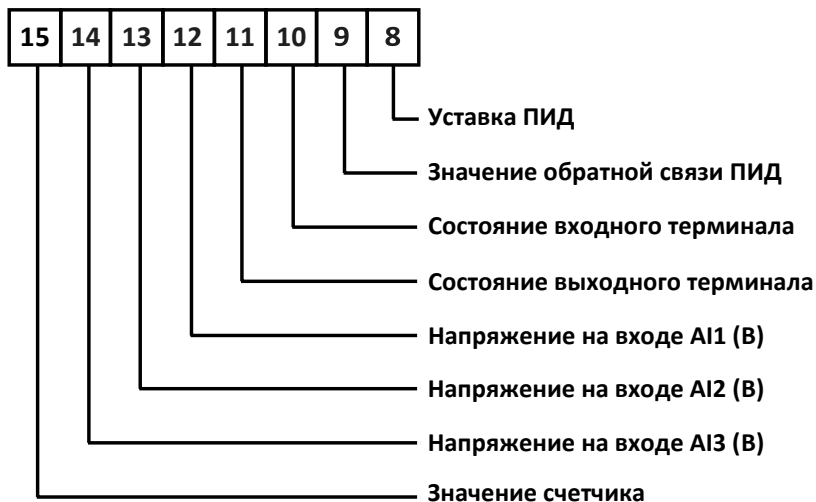 15 14 13 12 11 10 9 8
Уставка ПИД
Значение обратной связи ПИД
Состояние входного терминала
Состояние выходного терминала
Напряжение на входе AI1 (В)
Напряжение на входе AI2 (В)
Напряжение на входе AI3 (В)
Значение счетчика